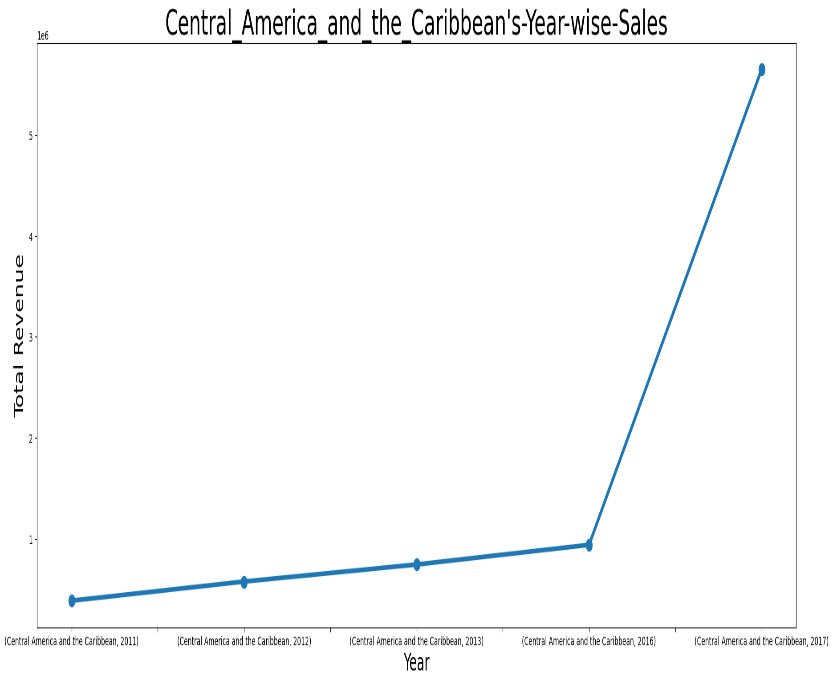 Central_America_and_the_Caribbean's-Year-wise-Sales
1e6
5
4
3
2
1
Total Revenue
(Central America and the Caribbean, 2011) (Central America and the Caribbean, 2012) (Central America and the Caribbean, 2013) (Central America and the Caribbean, 2016) (Central America and the Caribbean, 2017)
Year